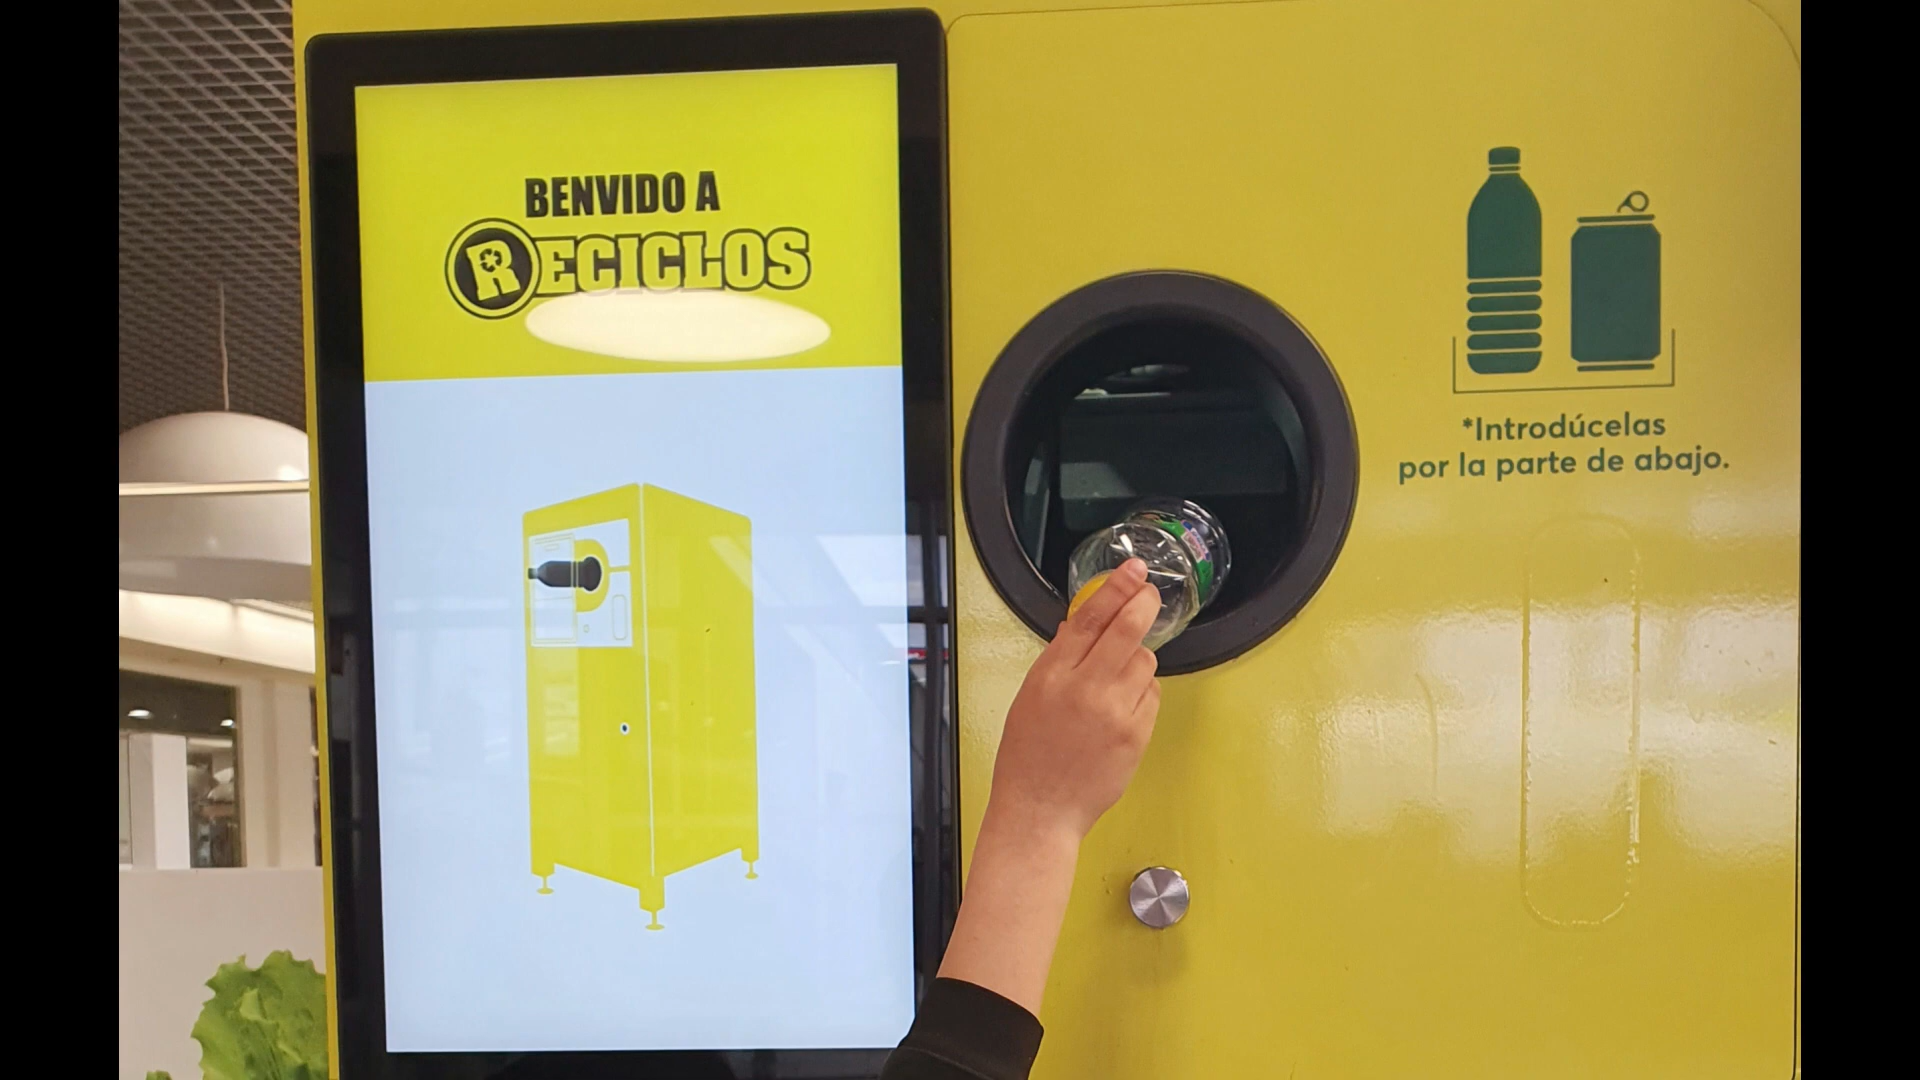 BENVIDO A
RECICLOS
*Introdúcelas
por la parte de abajo.